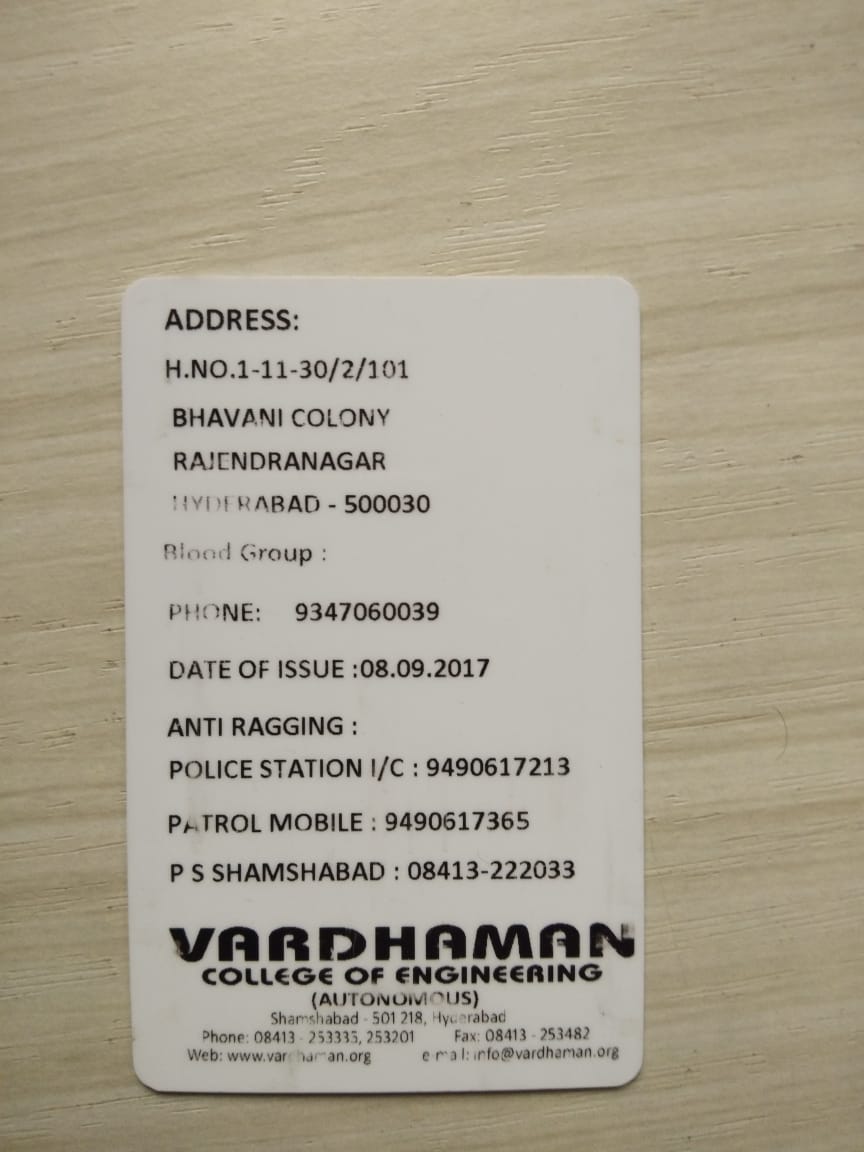 ADDRESS:
H.NO.1-11-30/2/101
BHAVANI COLONY
RAJENDRANAGAR
HYDERABAD - 500030
Blood Group :
PHONE: 9347060039
DATE OF ISSUE :08.09.2017
ANTI RAGGING :
POLICE STATION I/C : 9490617213
PATROL MOBILE : 9490617365
P S SHAMSHABAD : 08413-222033
VARDHAMAN
COLLEGE OF ENGINEERING
(AUTONOMOUS)
Shamshabad - 501 218, Hyderabad
Phone: 08413 - 253335, 253201 Fax: 08413 - 253482
Web: www.vardhaman.org e mail: info@vardhaman.org